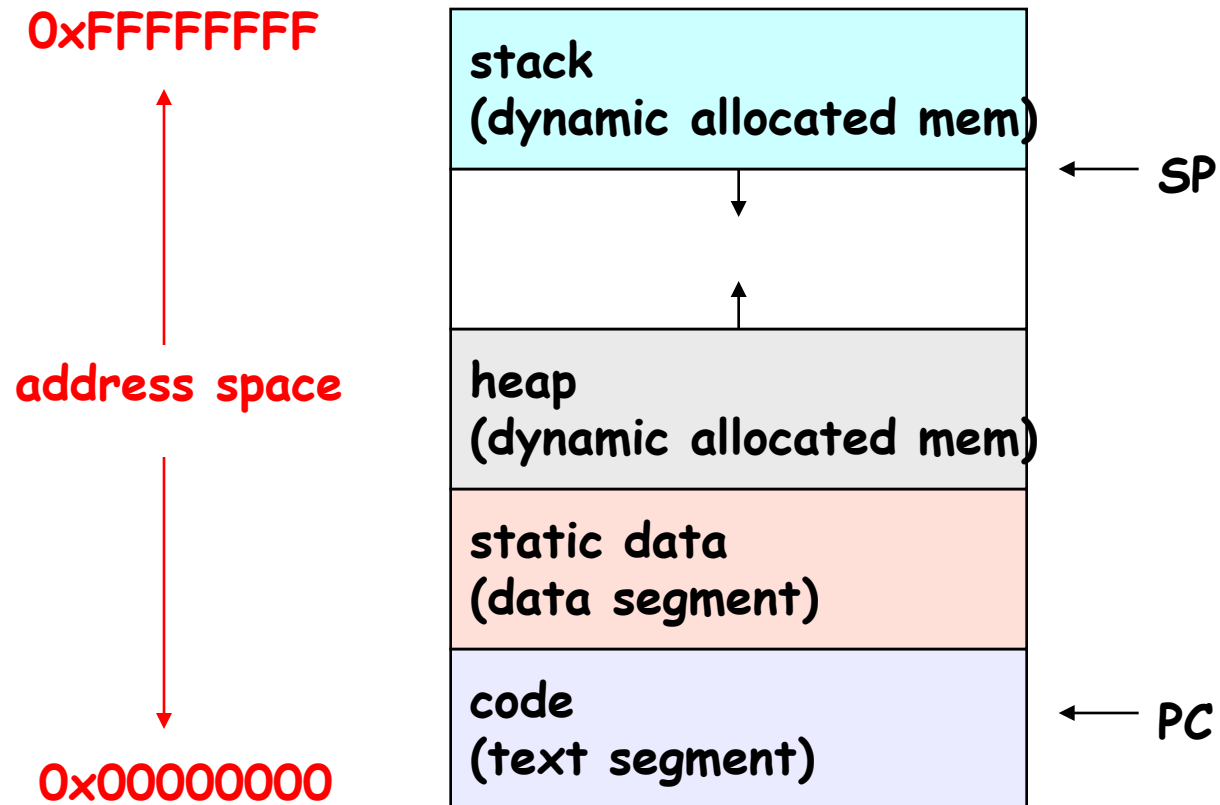 0xFFFFFFFF
stack
(dynamic allocated mem)
SP
address space
heap
(dynamic allocated mem)
static data
(data segment)
code
(text segment)
PC
0x00000000